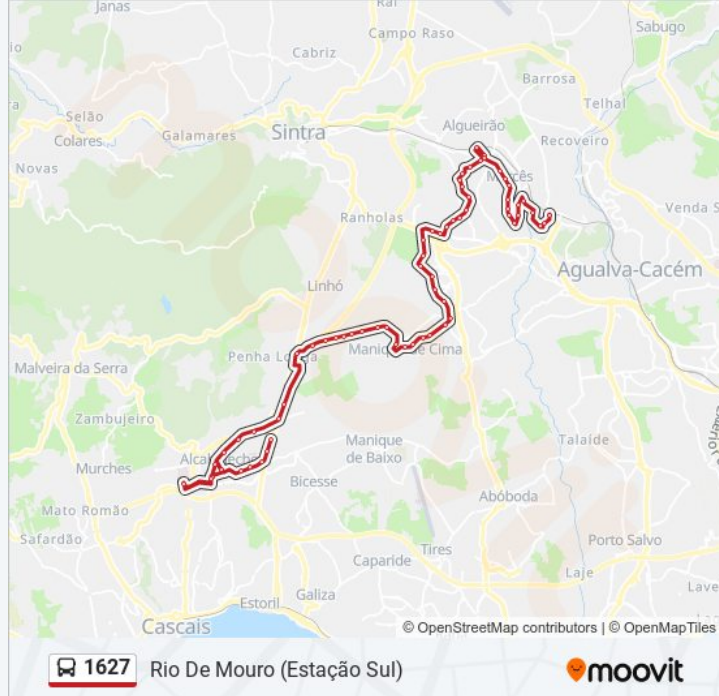 Janas
Ral
Sabugo
Campo Raso
Cabriz
Barrosa
Telhal
Selão
Algueirão
Colares
Galamares
Sintra
Recoveiro
Novas
Mercês
Ranholas
Venda S
Agualva-Cacém
Linhó
Penha Longa
Manique de Cima
Malveira da Serra
Zambujeiro
Manique
de Baixo
Talaíde
Murches
Alcabideche
Bicesse
Abóboda
Mato Romão
Safardão
Tires
Porto Salvo
Caparide
Laje
Leve
Galiza
Estoril
Cascais
© OpenStreetMap contributors | © OpenMapTiles
1627 Rio De Mouro (Estação Sul)
moovit